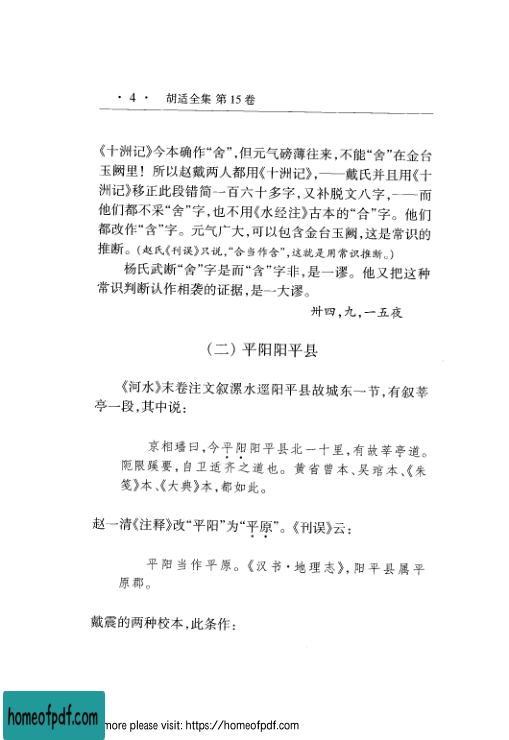 · 4 · 胡适全集 第15卷
《十洲记》今本确作“舍”，但元气磅薄往来，不能“舍”在金台
玉阙里！所以赵戴两人都用《十洲记》，——戴氏并且用《十
洲记》移正此段错简一百六十多字，又补脱文八字，——而
他们都不采“舍”字，也不用《水经注》古本的“合”字。他们
都改作“含”字。元气广大，可以包含金台玉阙，这是常识的
推断。（赵氏《刊误》只说，“合当作含”，这就是用常识推断。）
杨氏武断“舍”字是而“含”字非，是一谬。他又把这种
常识判断认作相袭的证据，是一大谬。
卅四，九，一五夜
（二）平阳阳平县
《河水》末卷注文叙漯水迳阳平县故城东一节，有叙莘
亭一段，其中说：
京相璠曰，今平阳阳平县北一十里，有故莘亭道。
阨限蹊要，自卫适齐之道也。黄省曾本、吴琯本、《朱
笺》本、《大典》本，都如此。
赵一清《注释》改“平阳”为“平原”。《刊误》云：
平阳当作平原。《汉书·地理志》，阳平县属平
原郡。
戴震的两种校本，此条作：
homeofpdf.com
more please visit: https://homeofpdf.com